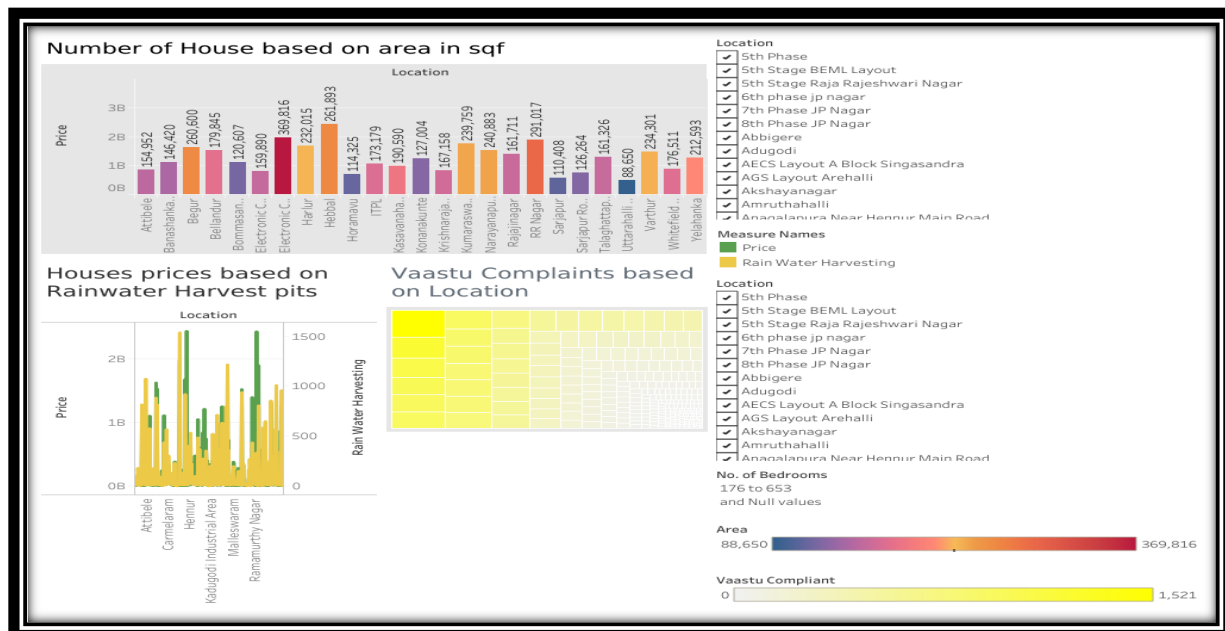 Number of House based on area in sqf
Location
Price
3B
2B
1B
0B
154,952
146,420
260,600
179,845
120,607
159,890
369,816
232,015
261,893
114,325
173,179
190,590
127,004
167,158
239,759
240,883
161,711
291,017
110,408
126,264
161,326
88,650
234,301
176,511
212,593
Attibele
Banashanka..
Begur
Bellandur
Bommasan..
Electronic C..
Electronic C..
Harlur
Hebbal
Horamavu
ITPL
Kasavanaha..
Konanakunte
Krishnaraja..
Kumaraswa..
Narayanapu..
Rajajinagar
RR Nagar
Sarjapur
Sarjapur Ro..
Talaghattap..
Uttarahalli ..
Varthur
Whitefield ..
Yelahanka
Houses prices based on
Rainwater Harvest pits
Location
Price
2B
1B
0B
1500
1000
500
0
Rain Water Harvesting
Attibele
Carmelaram
Hennur
Kadugodi Industrial Area
Malleswaram
Ramamurthy Nagar
Vaastu Complaints based
on Location
Location
5th Phase
5th Stage BEML Layout
5th Stage Raja Rajeshwari Nagar
6th phase jp nagar
7th Phase JP Nagar
8th Phase JP Nagar
Abbigere
Adugodi
AECS Layout A Block Singasandra
AGS Layout Arehalli
Akshayanagar
Amruthahalli
Anagalapura Near Hennur Main Road
Measure Names
Price
Rain Water Harvesting
Location
5th Phase
5th Stage BEML Layout
5th Stage Raja Rajeshwari Nagar
6th phase jp nagar
7th Phase JP Nagar
8th Phase JP Nagar
Abbigere
Adugodi
AECS Layout A Block Singasandra
AGS Layout Arehalli
Akshayanagar
Amruthahalli
Anagalapura Near Hennur Main Road
No. of Bedrooms
176 to 653
and Null values
Area
88,650
369,816
Vaastu Compliant
0
1,521